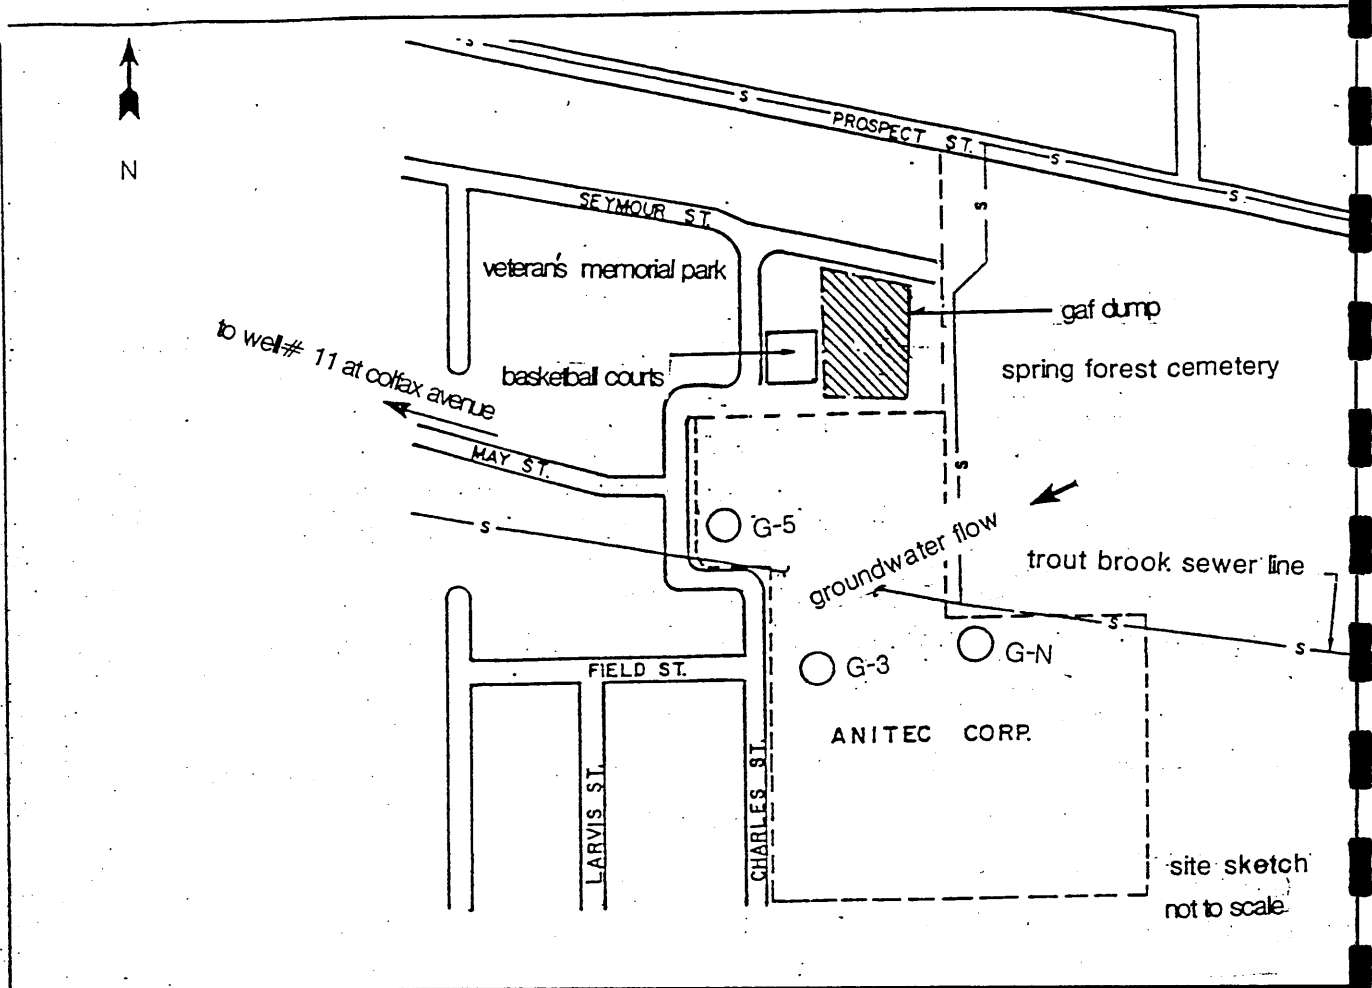 S
S
PROSPECT ST.
S
S
N
SEYMOUR ST.
S
veteran's memorial park
gaf dump
to well# 11 at colfax avenue
basketball courts
spring forest cemetery
MAY ST.
S
S
G-5
groundwater flow
trout brook sewer line
S
S
G-N
G-3
FIELD ST.
ANITEC CORP.
LARVIS ST.
CHARLES ST.
site sketch
not to scale